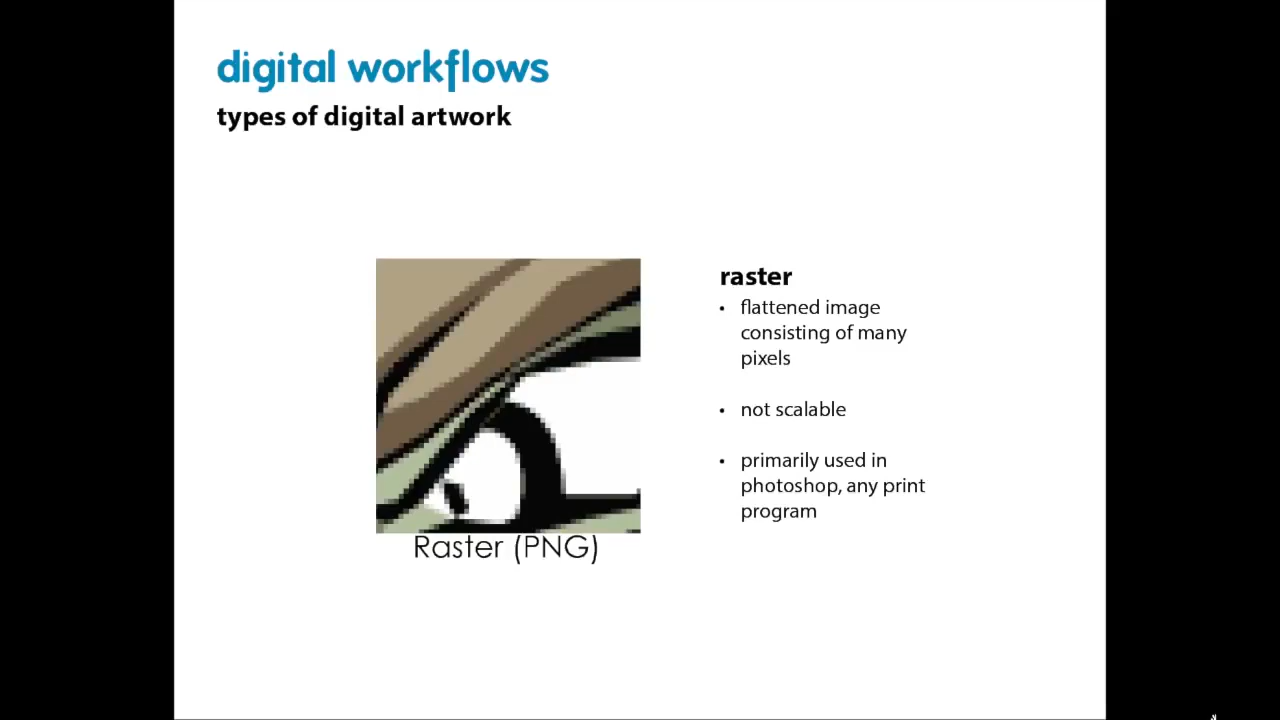 digital workflows
types of digital artwork
raster
• flattened image
consisting of many
pixels
• not scalable
• primarily used in
photoshop, any print
program
Raster (PNG)